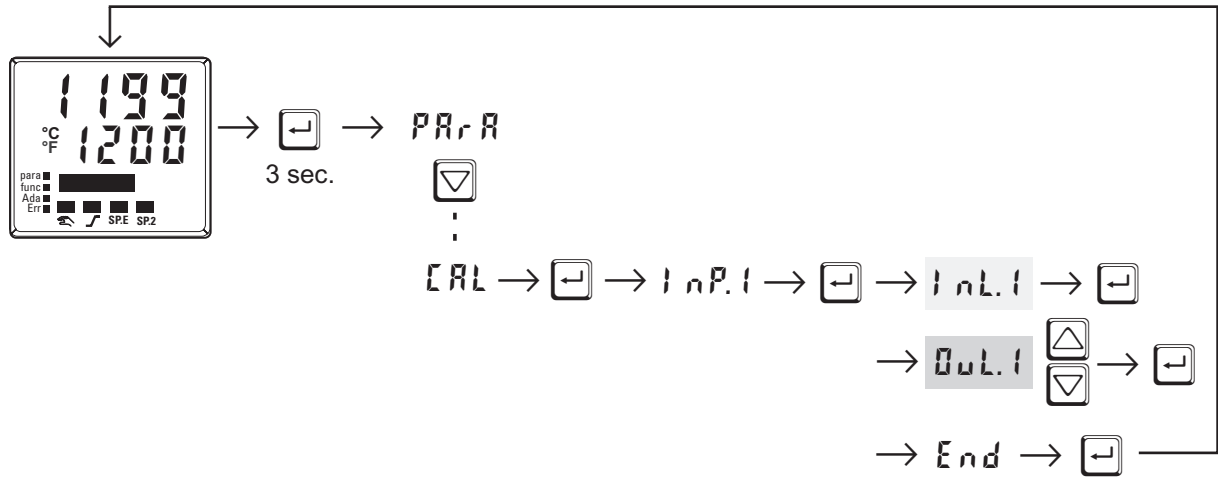 1199
°C
°F
1200
para
func
Ada
Err
SP.E SP.2
3 sec.
PArA
CAL InP.1 InL.1
OuL.1
End